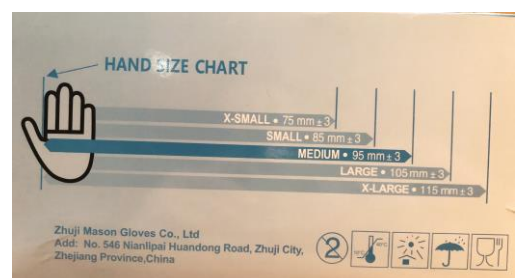 HAND SIZE CHART
X-SMALL • 75 mm ± 3
SMALL • 85 mm ± 3
MEDIUM • 95 mm ± 3
LARGE • 105 mm ± 3
X-LARGE • 115 mm ± 3
Zhuji Mason Gloves Co., Ltd
Add: No. 546 Nianlipai Huandong Road, Zhuji City,
Zhejiang Province,China
2